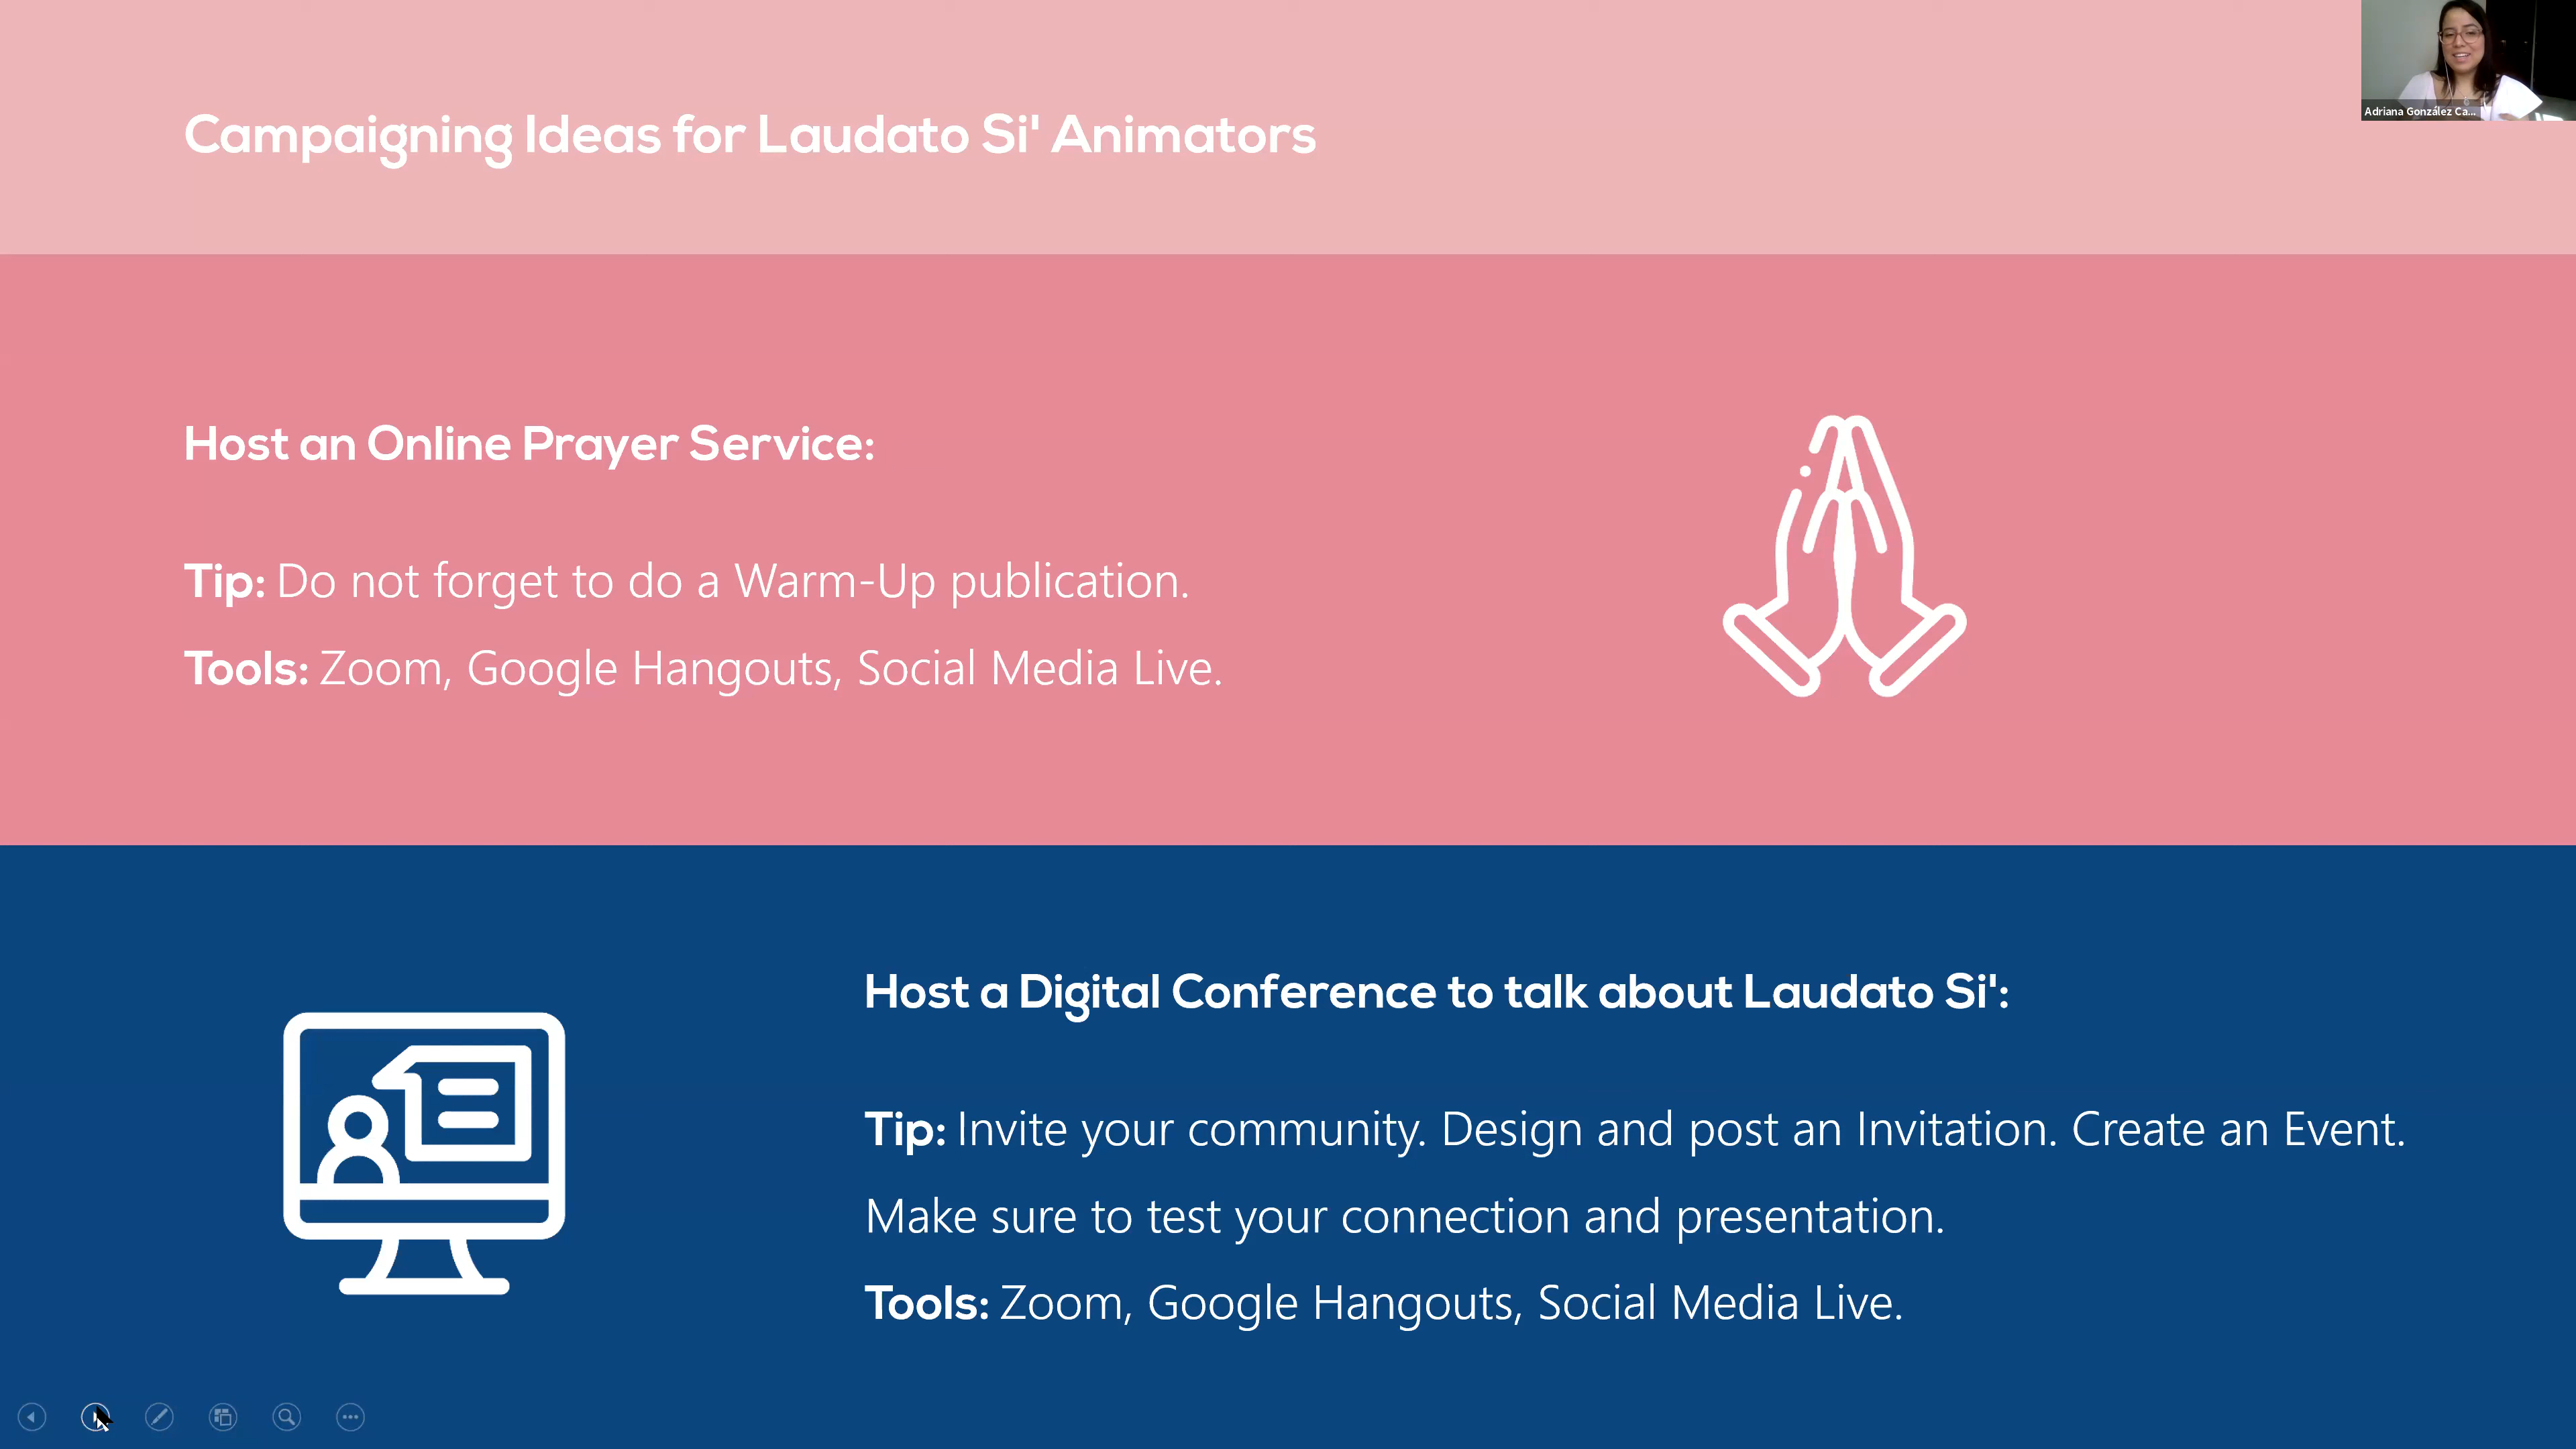 Campaigning Ideas for Laudato Si' Animators
Adriana González Ca...
Host an Online Prayer Service:
Tip: Do not forget to do a Warm-Up publication.
Tools: Zoom, Google Hangouts, Social Media Live.
Host a Digital Conference to talk about Laudato Si':
Tip: Invite your community. Design and post an Invitation. Create an Event.
Make sure to test your connection and presentation.
Tools: Zoom, Google Hangouts, Social Media Live.